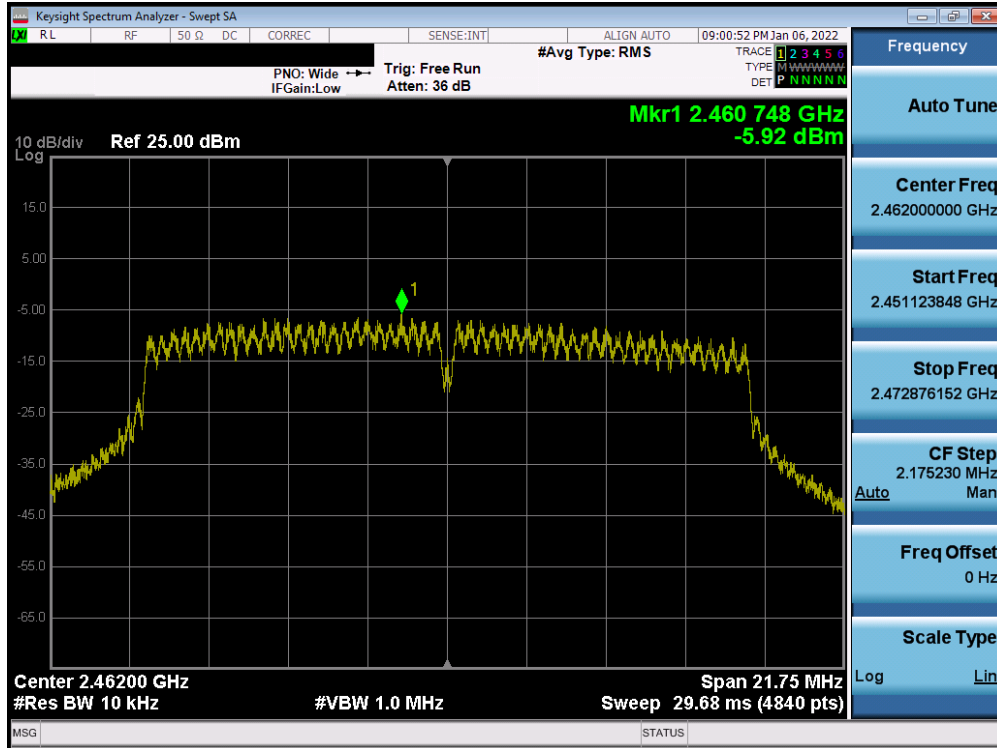 Keysight Spectrum Analyzer - Swept SA
LXI RL RF 50 Ω DC CORREC SENSE:INT ALIGN AUTO 09:00:52 PM Jan 06, 2022
#Avg Type: RMS TRACE 1 2 3 4 5 6
PNO: Wide Trig: Free Run TYPE M WWWWW
IFGain:Low Atten: 36 dB DET P N N N N N
Mkr1 2.460 748 GHz
-5.92 dBm
10 dB/div Ref 25.00 dBm
Log
15.0
5.00
1
-5.00
-15.0
-25.0
-35.0
-45.0
-55.0
-65.0
Center 2.46200 GHz Span 21.75 MHz
#Res BW 10 kHz #VBW 1.0 MHz Sweep 29.68 ms (4840 pts)
MSG STATUS
Frequency
Auto Tune
Center Freq
2.462000000 GHz
Start Freq
2.451123848 GHz
Stop Freq
2.472876152 GHz
CF Step
2.175230 MHz
Auto Man
Freq Offset
0 Hz
Scale Type
Log Lin